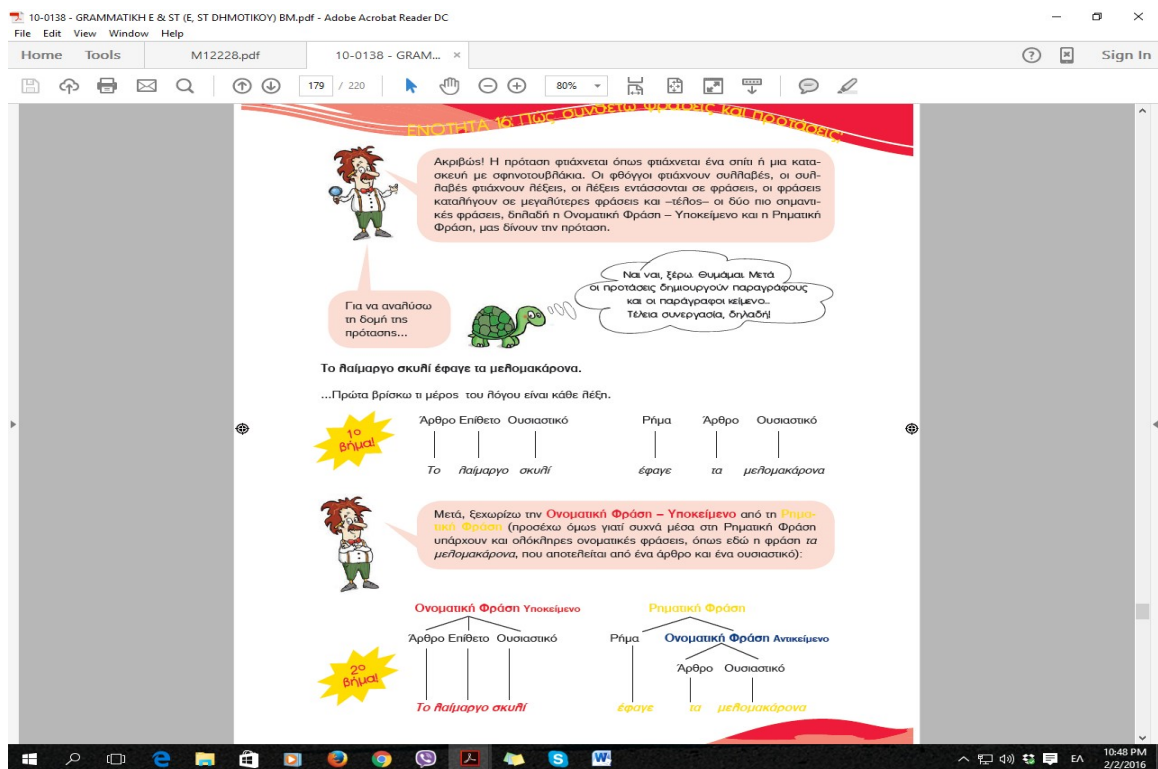 10-0138 - GRAMMATIKH E & ST (E, ST DHMOTIKOY) BM.pdf - Adobe Acrobat Reader DC
File Edit View Window Help
Home Tools M12228.pdf 10-0138 - GRAM... × Sign In
179 / 220 80%
ΕΝΟΤΗΤΑ 16: Πώς συνθέτω φράσεις και προτάσεις;
Ακριβώς! Η πρόταση φτιάχνεται όπως φτιάχνεται ένα σπίτι ή μια κατα-
σκευή με σφηνοτουβλάκια. Οι φθόγγοι φτιάχνουν συλλαβές, οι συλ-
λαβές φτιάχνουν λέξεις, οι λέξεις εντάσσονται σε φράσεις, οι φράσεις
καταλήγουν σε μεγαλύτερες φράσεις και –τέλος– οι δύο πιο σημαντι-
κές φράσεις, δηλαδή η Ονοματική Φράση – Υποκείμενο και η Ρηματική
Φράση, μας δίνουν την πρόταση.
Ναι ναι, ξέρω. Θυμάμαι. Μετά
οι προτάσεις δημιουργούν παραγράφους
και οι παράγραφοι κείμενο..
Τέλεια συνεργασία, δηλαδή!
Για να αναλύσω
τη δομή της
πρότασης...
Το λαίμαργο σκυλί έφαγε τα μελομακάρονα.
...Πρώτα βρίσκω τι μέρος του λόγου είναι κάθε λέξη.
1ο
Βήμα!
Άρθρο Επίθετο Ουσιαστικό Ρήμα Άρθρο Ουσιαστικό
Το λαίμαργο σκυλί έφαγε τα μελομακάρονα
Μετά, ξεχωρίζω την Ονοματική Φράση – Υποκείμενο από τη Ρημα-
τική Φράση (προσέχω όμως γιατί συχνά μέσα στη Ρηματική Φράση
υπάρχουν και ολόκληρες ονοματικές φράσεις, όπως εδώ η φράση τα
μελομακάρονα, που αποτελείται από ένα άρθρο και ένα ουσιαστικό):
Ονοματική Φράση Υποκείμενο Ρηματική Φράση
Άρθρο Επίθετο Ουσιαστικό Ρήμα Ονοματική Φράση Αντικείμενο
Άρθρο Ουσιαστικό
2ο
Βήμα!
Το λαίμαργο σκυλί έφαγε τα μελομακάρονα
ΕΛ 10:48 PM
2/2/2016